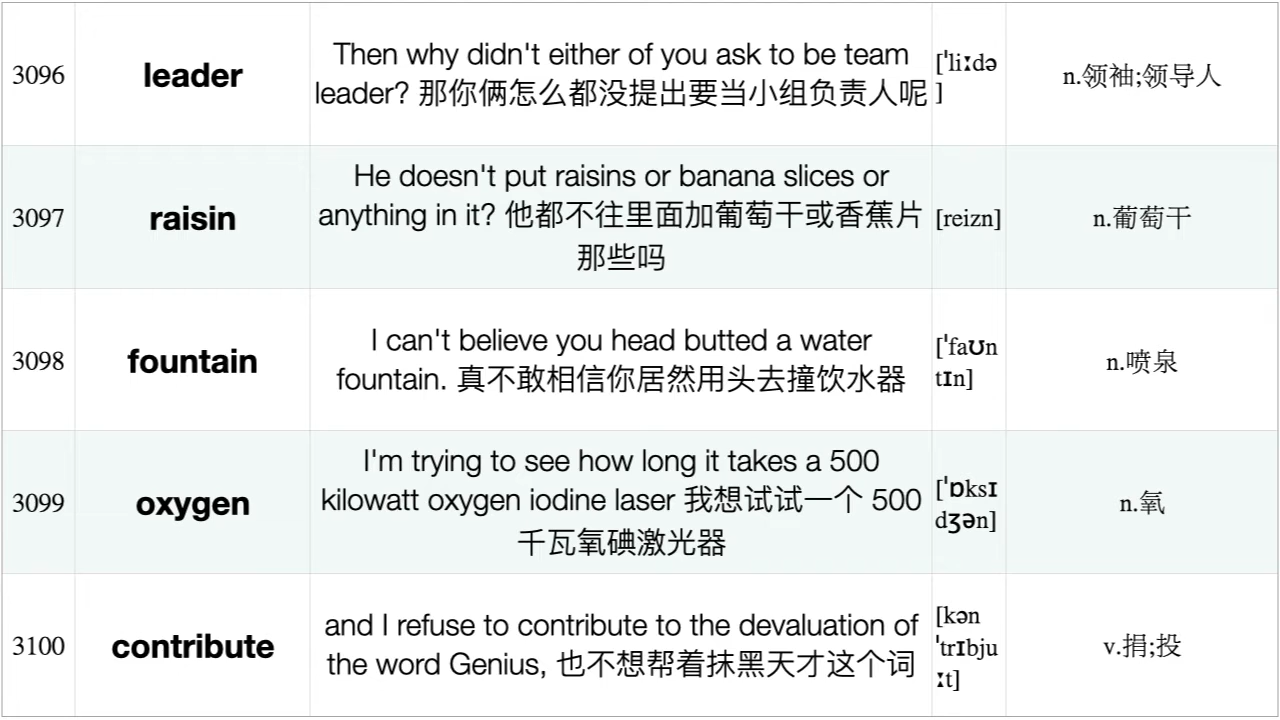 3096
leader
Then why didn't either of you ask to be team
leader? 那你俩怎么都没提出要当小组负责人呢
[ˈliːdə
]
n.领袖;领导人
3097
raisin
He doesn't put raisins or banana slices or
anything in it? 他都不往里面加葡萄干或香蕉片
那些吗
[reizn]
n.葡萄干
3098
fountain
I can't believe you head butted a water
fountain. 真不敢相信你居然用头去撞饮水器
[ˈfaʊn
tɪn]
n.喷泉
3099
oxygen
I'm trying to see how long it takes a 500
kilowatt oxygen iodine laser 我想试试一个 500
千瓦氧碘激光器
[ˈɒksɪ
dʒən]
n.氧
3100
contribute
and I refuse to contribute to the devaluation of
the word Genius, 也不想帮着抹黑天才这个词
[kən
ˈtrɪbju
ːt]
v.捐;投